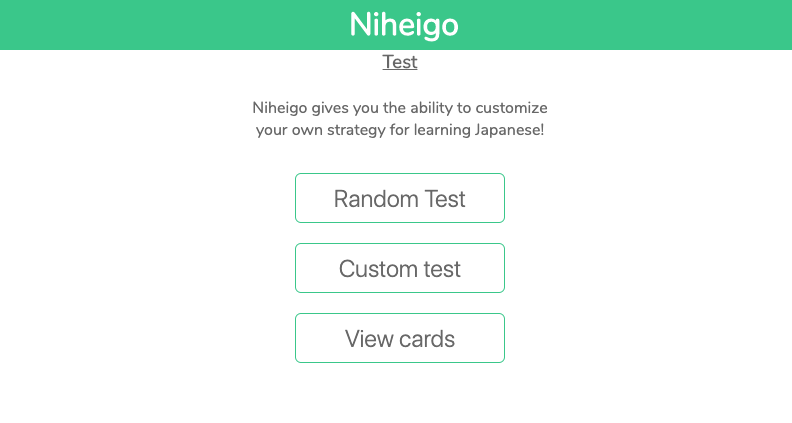 Niheigo
Test
Niheigo gives you the ability to customize
your own strategy for learning Japanese!
Random Test
Custom test
View cards